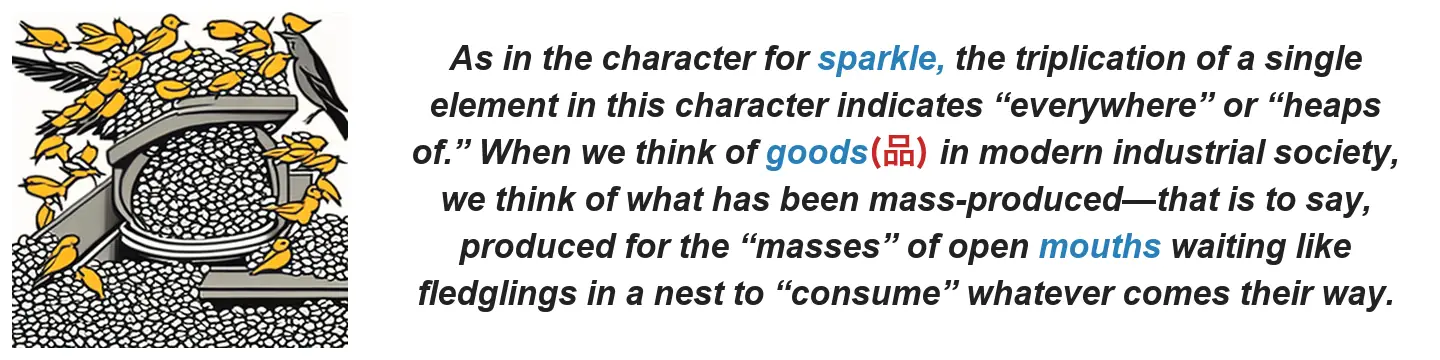 As in the character for sparkle, the triplication of a single
element in this character indicates “everywhere” or “heaps
of.” When we think of goods(品) in modern industrial society,
we think of what has been mass-produced—that is to say,
produced for the “masses” of open mouths waiting like
fledglings in a nest to “consume” whatever comes their way.